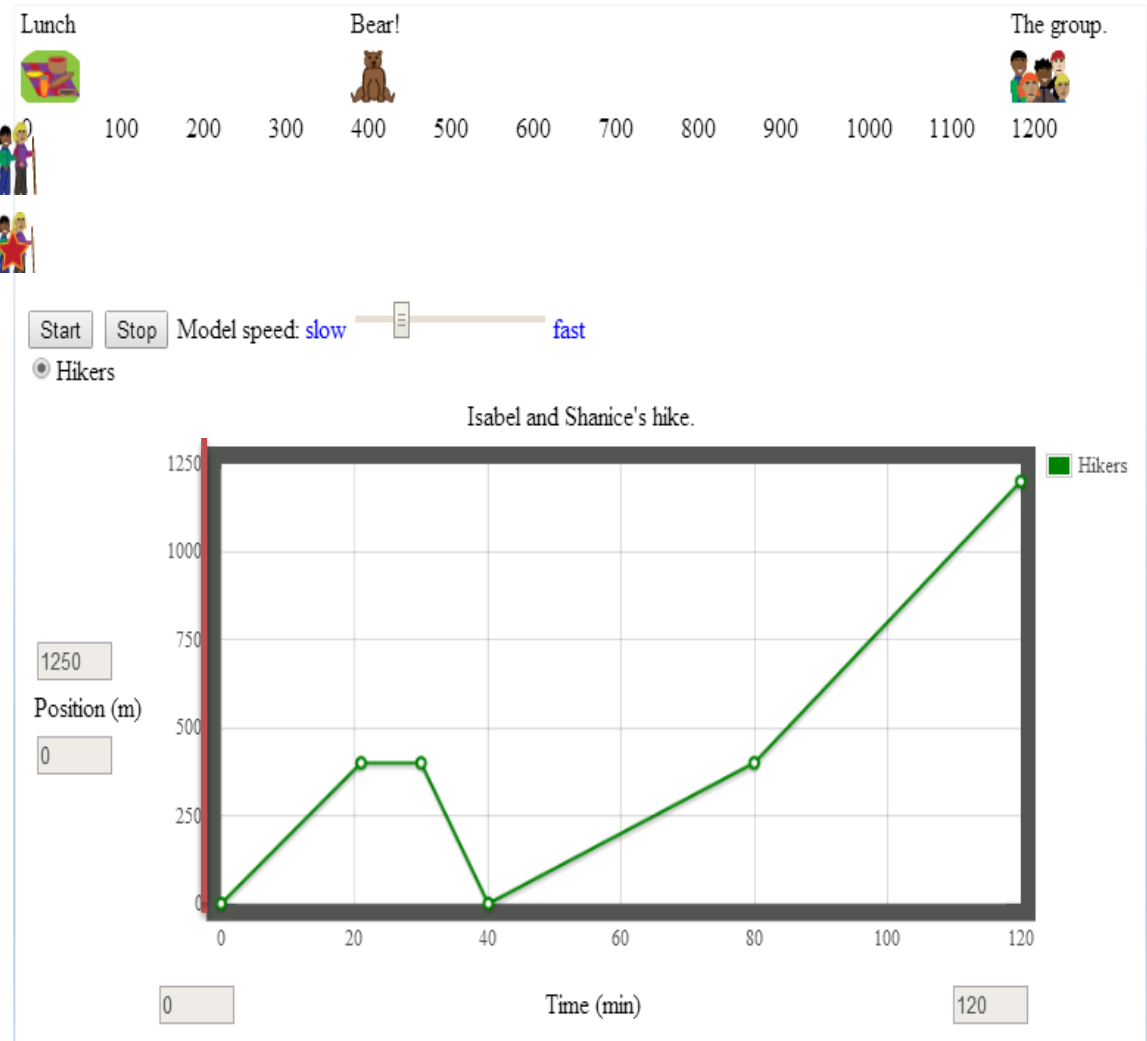 Lunch Bear! The group.
0 100 200 300 400 500 600 700 800 900 1000 1100 1200
Start Stop Model speed: slow fast
Hikers
Isabel and Shanice's hike.
1250
Hikers
1000
750
1250
Position (m)
500
0
250
0
0 20 40 60 80 100 120
0 Time (min) 120